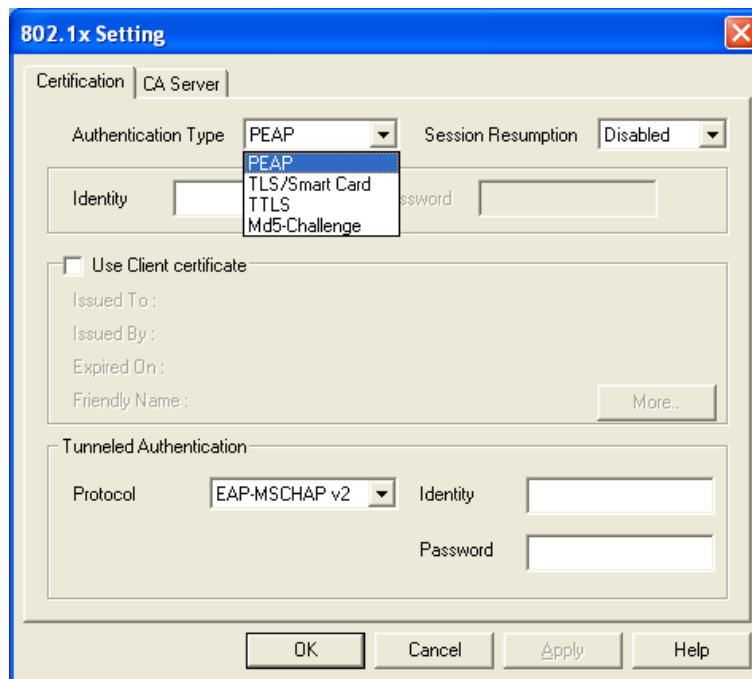 802.1x Setting
Certification CA Server
Authentication Type PEAP Session Resumption Disabled
PEAP
TLS/Smart Card
TTLS
Md5-Challenge
Identity ssword
Use Client certificate
Issued To :
Issued By :
Expired On :
Friendly Name : More..
Tunneled Authentication
Protocol EAP-MSCHAP v2 Identity
Password
OK Cancel Apply Help